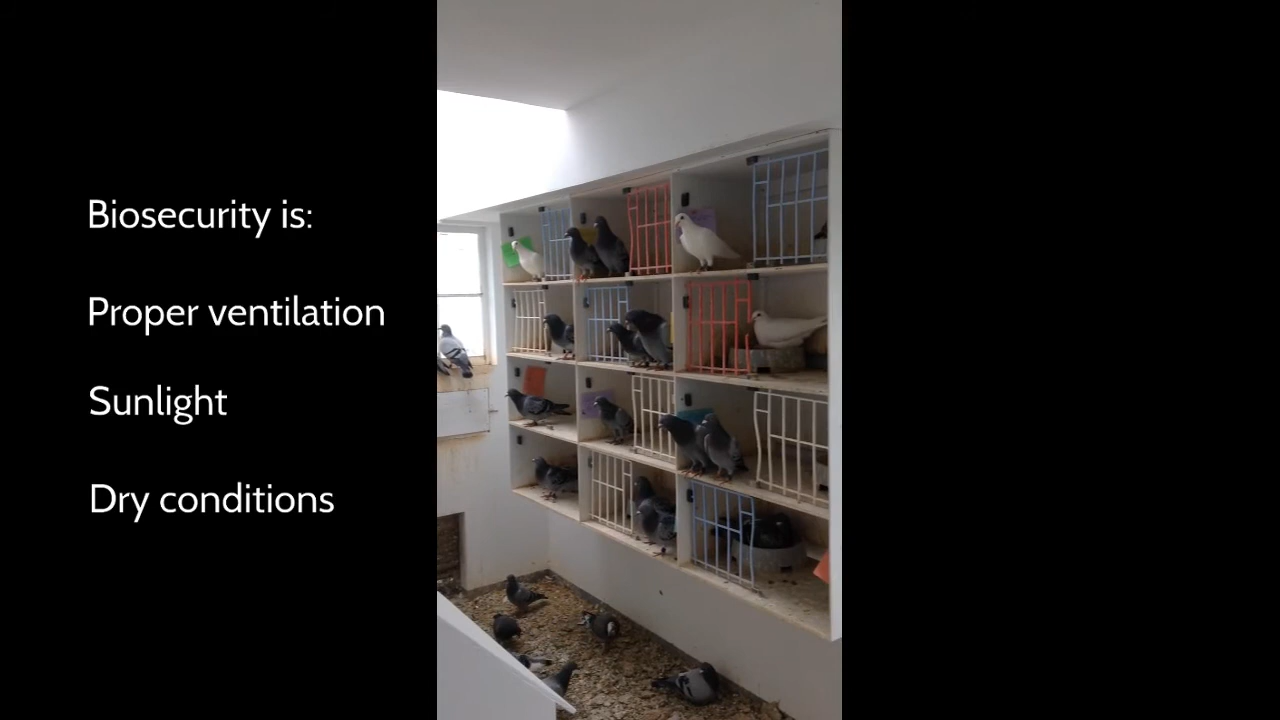 Biosecurity is:
Proper ventilation
Sunlight
Dry conditions